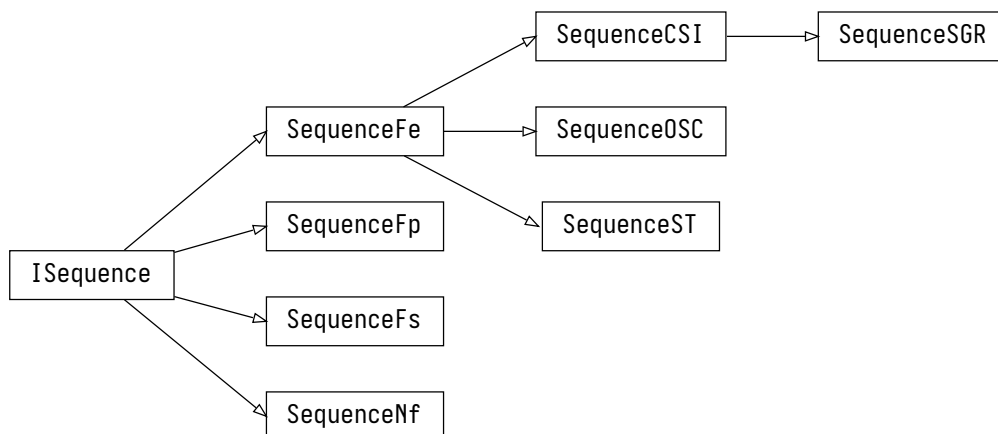 SequenceCSI
SequenceSGR
SequenceFe
SequenceOSC
SequenceFp
SequenceST
ISequence
SequenceFs
SequenceNf